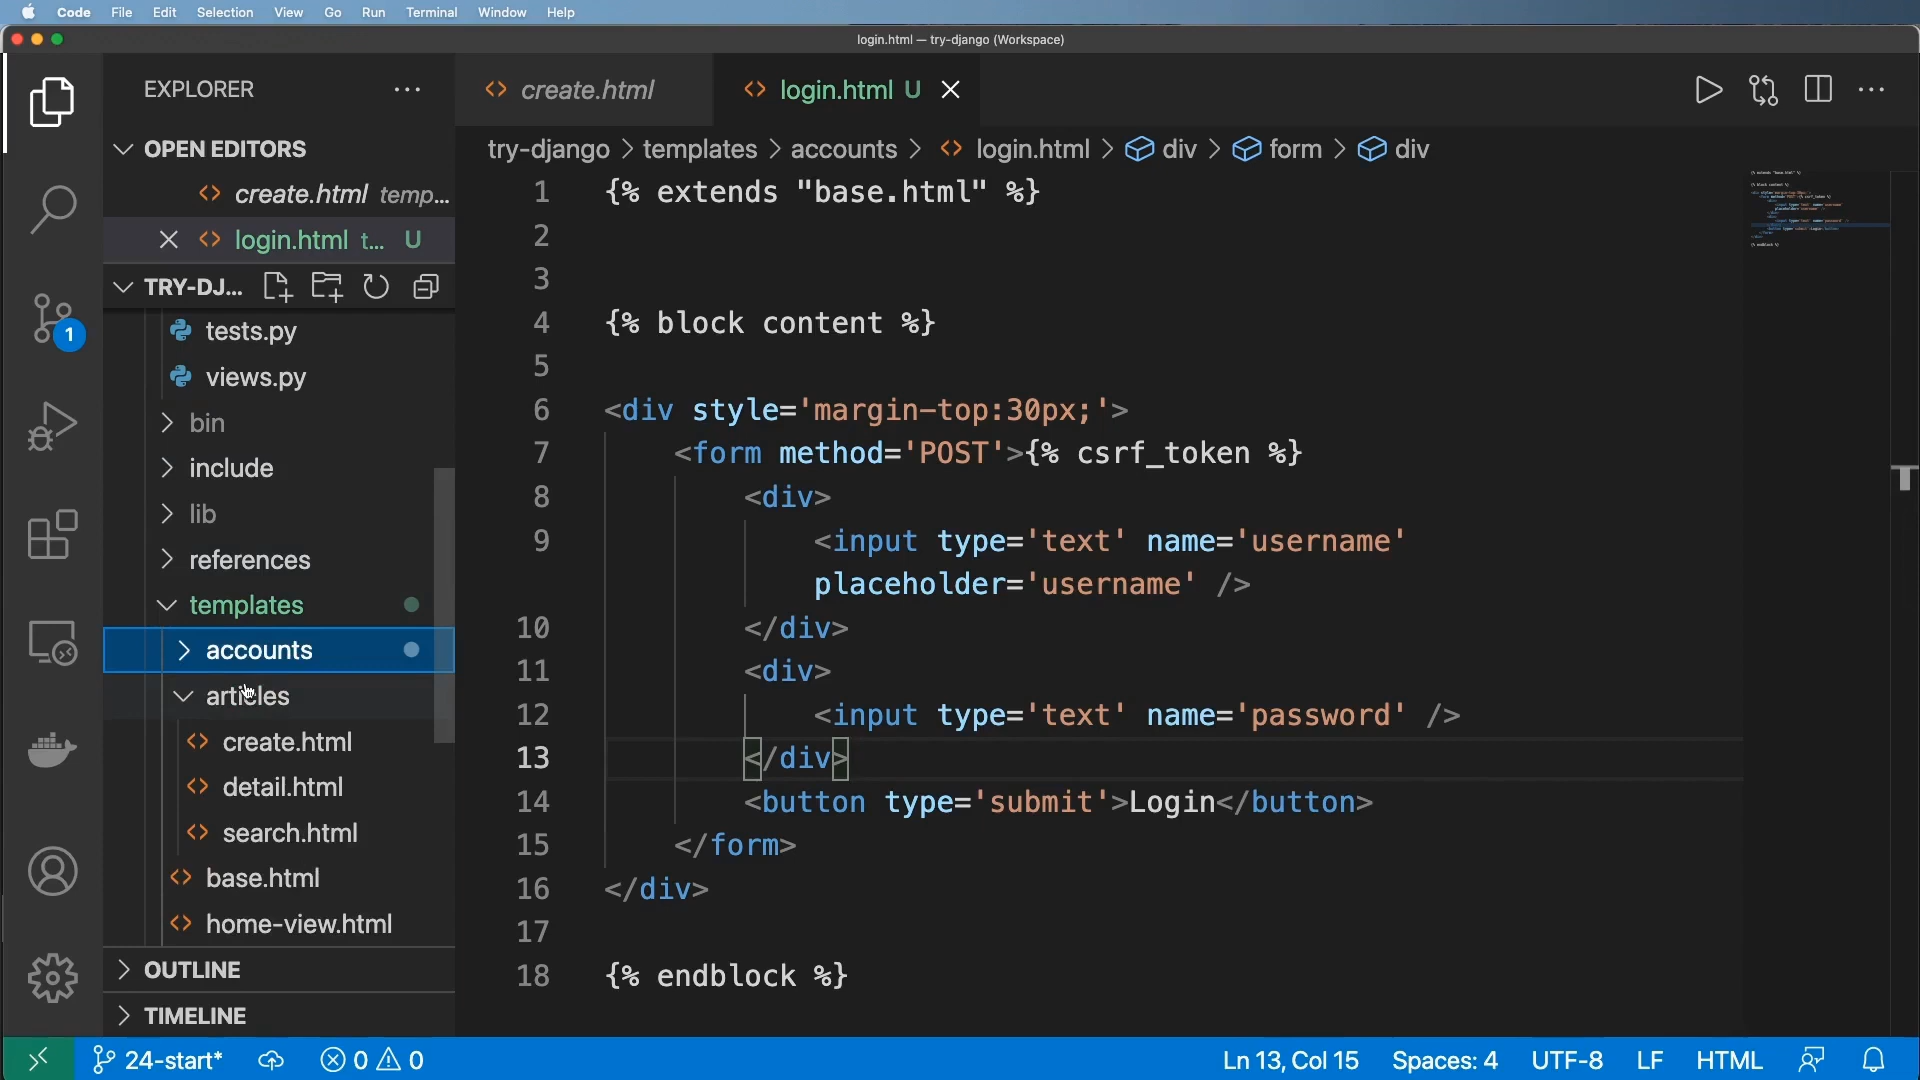 Code File Edit Selection View Go Run Terminal Window Help
login.html — try-django (Workspace)
EXPLORER
OPEN EDITORS
create.html temp...
login.html t... U
TRY-DJ...
tests.py
views.py
bin
include
lib
references
templates
accounts
articles
create.html
detail.html
search.html
base.html
home-view.html
OUTLINE
TIMELINE
create.html login.html U
try-django > templates > accounts > login.html > div > form > div
1 {% extends "base.html" %}
2
3
4 {% block content %}
5
6 <div style='margin-top:30px;'>
7 <form method='POST'>{% csrf_token %}
8 <div>
9 <input type='text' name='username'
placeholder='username' />
10 </div>
11 <div>
12 <input type='text' name='password' />
13 </div>
14 <button type='submit'>Login</button>
15 </form>
16 </div>
17
18 {% endblock %}
1
24-start* 0 0 Ln 13, Col 15 Spaces: 4 UTF-8 LF HTML